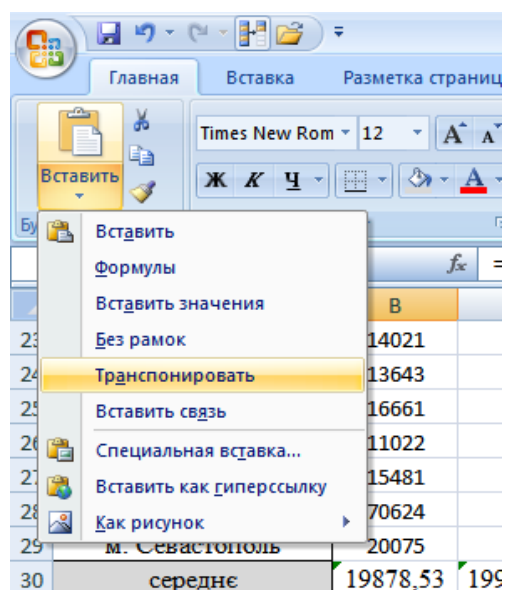 Главная Вставка Разметка страниц
Times New Rom 12 A A
Вставить
Ж К Ч A
Бу
Вставить
Формулы
fx =
Вставить значения
B
23 14021
Без рамок
24 13643
Транспонировать
25 16661
Вставить связь
26 11022
Специальная вставка...
27 15481
Вставить как гиперссылку
28 70624
Как рисунок
29 м. Севастополь 20075
30 середнє 19878,53 199